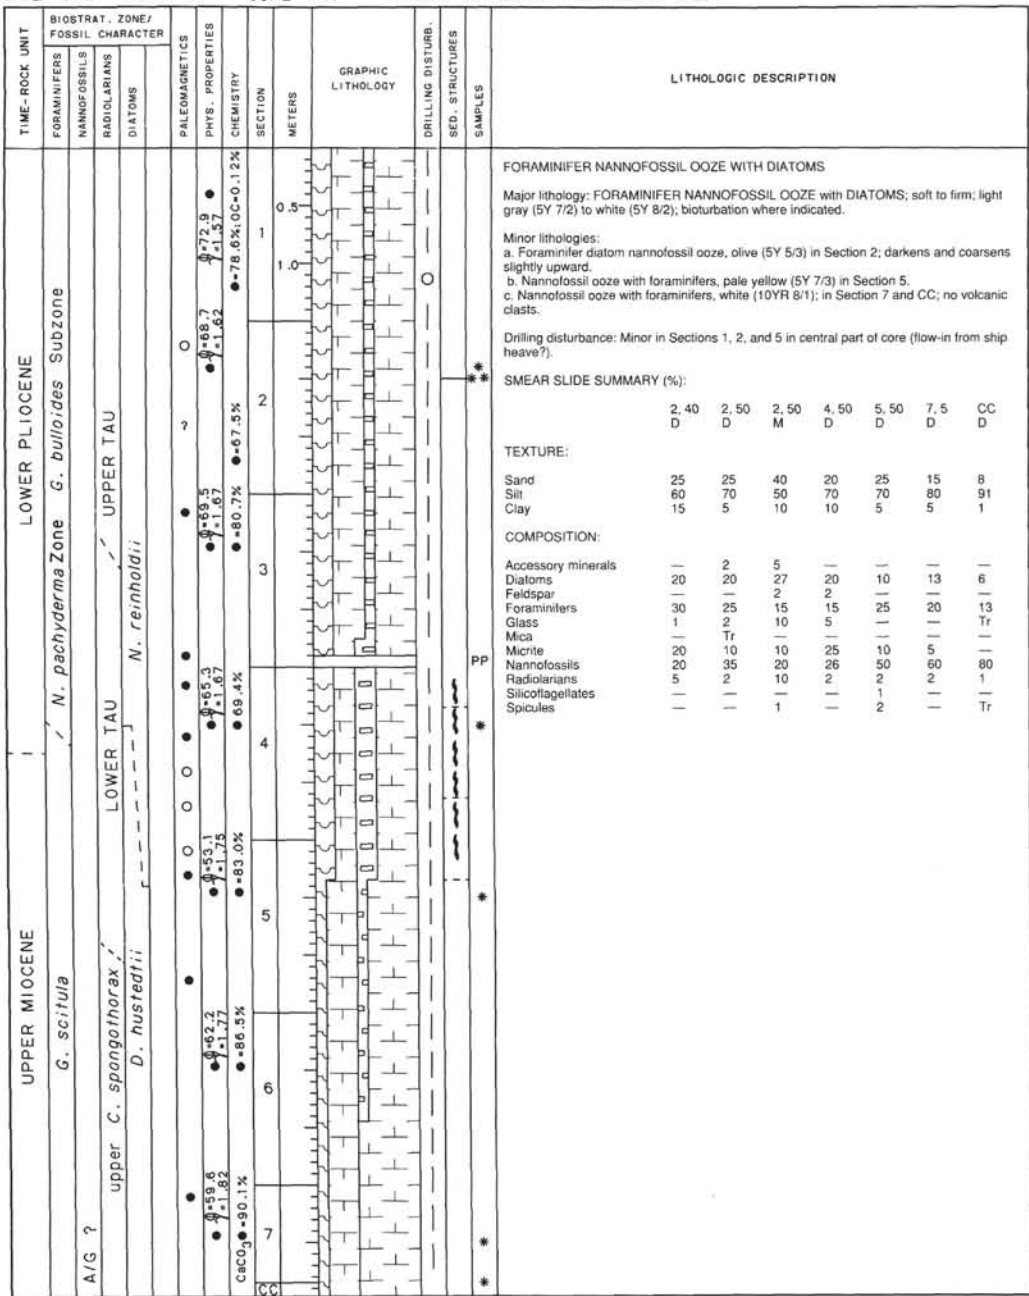 BIOSTRAT. ZONE/
FOSSIL CHARACTER
TIME-ROCK UNIT
FORAMINIFERS
NANNOFOSSILS
RADIOLARIANS
DIATOMS
PALEOMAGNETICS
PHYS. PROPERTIES
CHEMISTRY
SECTION
METERS
GRAPHIC
LITHOLOGY
DRILLING DISTURB.
SED. STRUCTURES
SAMPLES
LITHOLOGIC DESCRIPTION
LOWER PLIOCENE
UPPER MIOCENE
N. pachyderma Zone G. bulloides Subzone
G. scitula
A/G ?
UPPER TAU
LOWER TAU
upper C. spongothorax
N. reinholdii
D. hustedtii
?
φ=72.9
γ=1.57
φ=68.7
γ=1.62
φ=69.5
γ=1.67
φ=65.3
γ=1.67
φ=53.1
γ=1.75
φ=62.2
γ=1.77
φ=59.6
γ=1.82
●=78.6%; OC=0.12%
●=67.5%
●=80.7%
●=69.4%
●=83.0%
●=86.5%
CaCO₃●=90.1%
1
2
3
4
5
6
7
CC
0.5
1.0
O
*
**
PP
*
*
*
*
FORAMINIFER NANNOFOSSIL OOZE WITH DIATOMS
Major lithology: FORAMINIFER NANNOFOSSIL OOZE with DIATOMS; soft to firm; light
gray (5Y 7/2) to white (5Y 8/2); bioturbation where indicated.
Minor lithologies:
a. Foraminifer diatom nannofossil ooze, olive (5Y 5/3) in Section 2; darkens and coarsens
slightly upward.
b. Nannofossil ooze with foraminifers, pale yellow (5Y 7/3) in Section 5.
c. Nannofossil ooze with foraminifers, white (10YR 8/1); in Section 7 and CC; no volcanic
clasts.
Drilling disturbance: Minor in Sections 1, 2, and 5 in central part of core (flow-in from ship
heave?).
SMEAR SLIDE SUMMARY (%):
2, 40 2, 50 2, 50 4, 50 5, 50 7, 5 CC
D D M D D D D
TEXTURE:
Sand 25 25 40 20 25 15 8
Silt 60 70 50 70 70 80 91
Clay 15 5 10 10 5 5 1
COMPOSITION:
Accessory minerals — 2 5 — — — —
Diatoms 20 20 27 20 10 13 6
Feldspar — — 2 2 — — —
Foraminifers 30 25 15 15 25 20 13
Glass 1 2 10 5 — — Tr
Mica — Tr — — — — —
Micrite 20 10 10 25 10 5 —
Nannofossils 20 35 20 26 50 60 80
Radiolarians 5 2 10 2 2 2 1
Silicoflagellates — — — — 1 — —
Spicules — — 1 — 2 — Tr